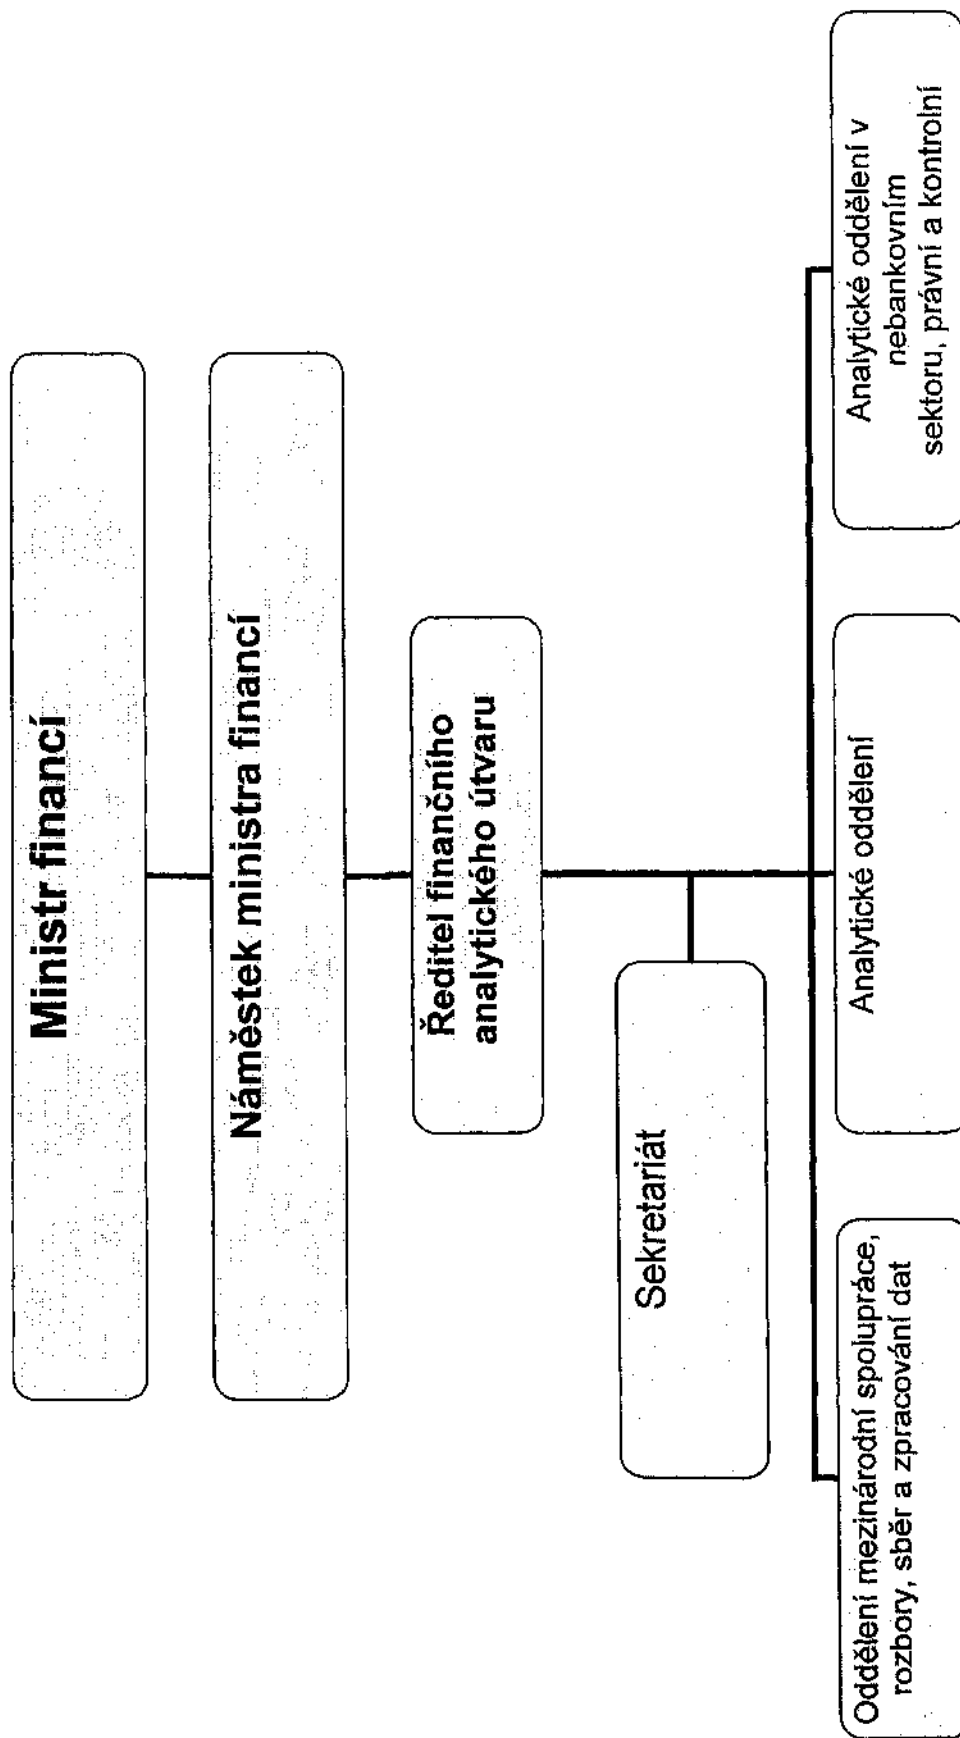 Ministr financí
Náměstek ministra financí
Ředitel finančního
analytického útvaru
Sekretariát
Oddělení mezinárodní spolupráce,
rozbory, sběr a zpracování dat
Analytické oddělení
Analytické oddělení v
nebankovním
sektoru, právní a kontrolní